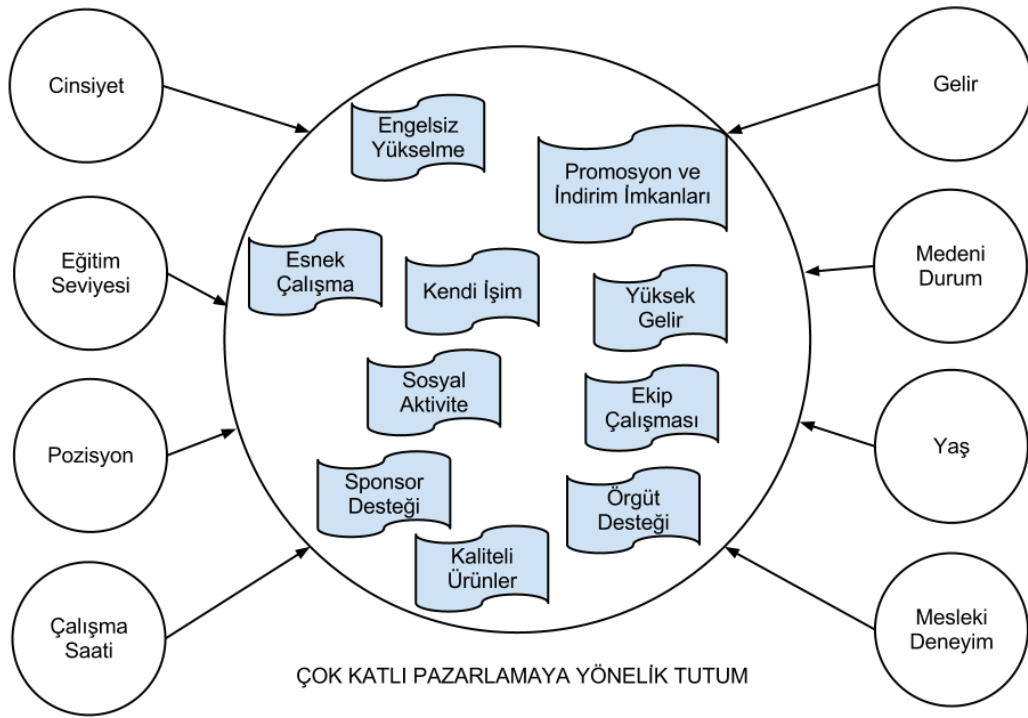 Cinsiyet
Eğitim
Seviyesi
Pozisyon
Çalışma
Saati
Engelsiz
Yükselme
Promosyon ve
İndirim İmkanları
Esnek
Çalışma
Kendi İşim
Yüksek
Gelir
Sosyal
Aktivite
Ekip
Çalışması
Sponsor
Desteği
Örgüt
Desteği
Kaliteli
Ürünler
Gelir
Medeni
Durum
Yaş
Mesleki
Deneyim
ÇOK KATLI PAZARLAMAYA YÖNELİK TUTUM